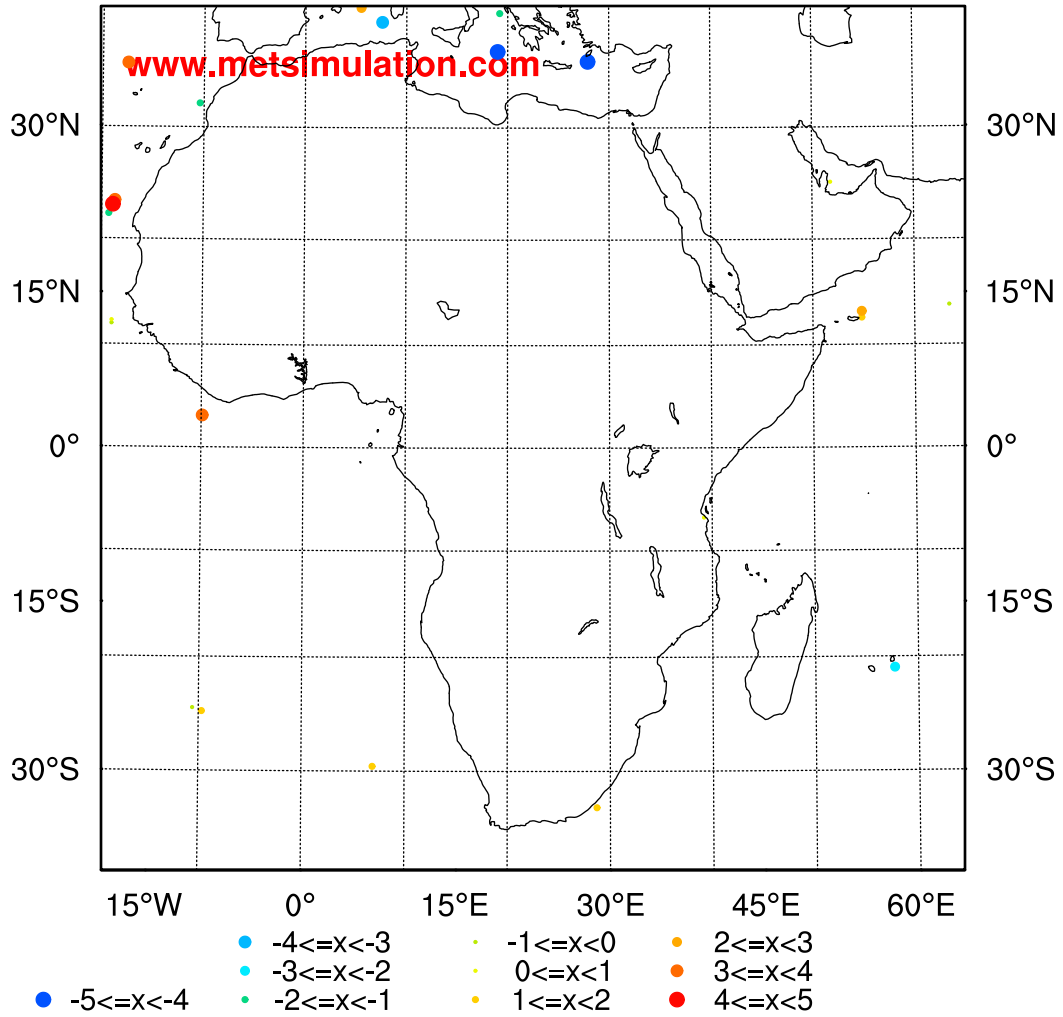 www.metsimulation.com
30°N 30°N
15°N 15°N
0° 0°
15°S 15°S
30°S 30°S
15°W 0° 15°E 30°E 45°E 60°E
-4<=x<-3 -1<=x<0 2<=x<3
-3<=x<-2 0<=x<1 3<=x<4
-5<=x<-4 -2<=x<-1 1<=x<2 4<=x<5